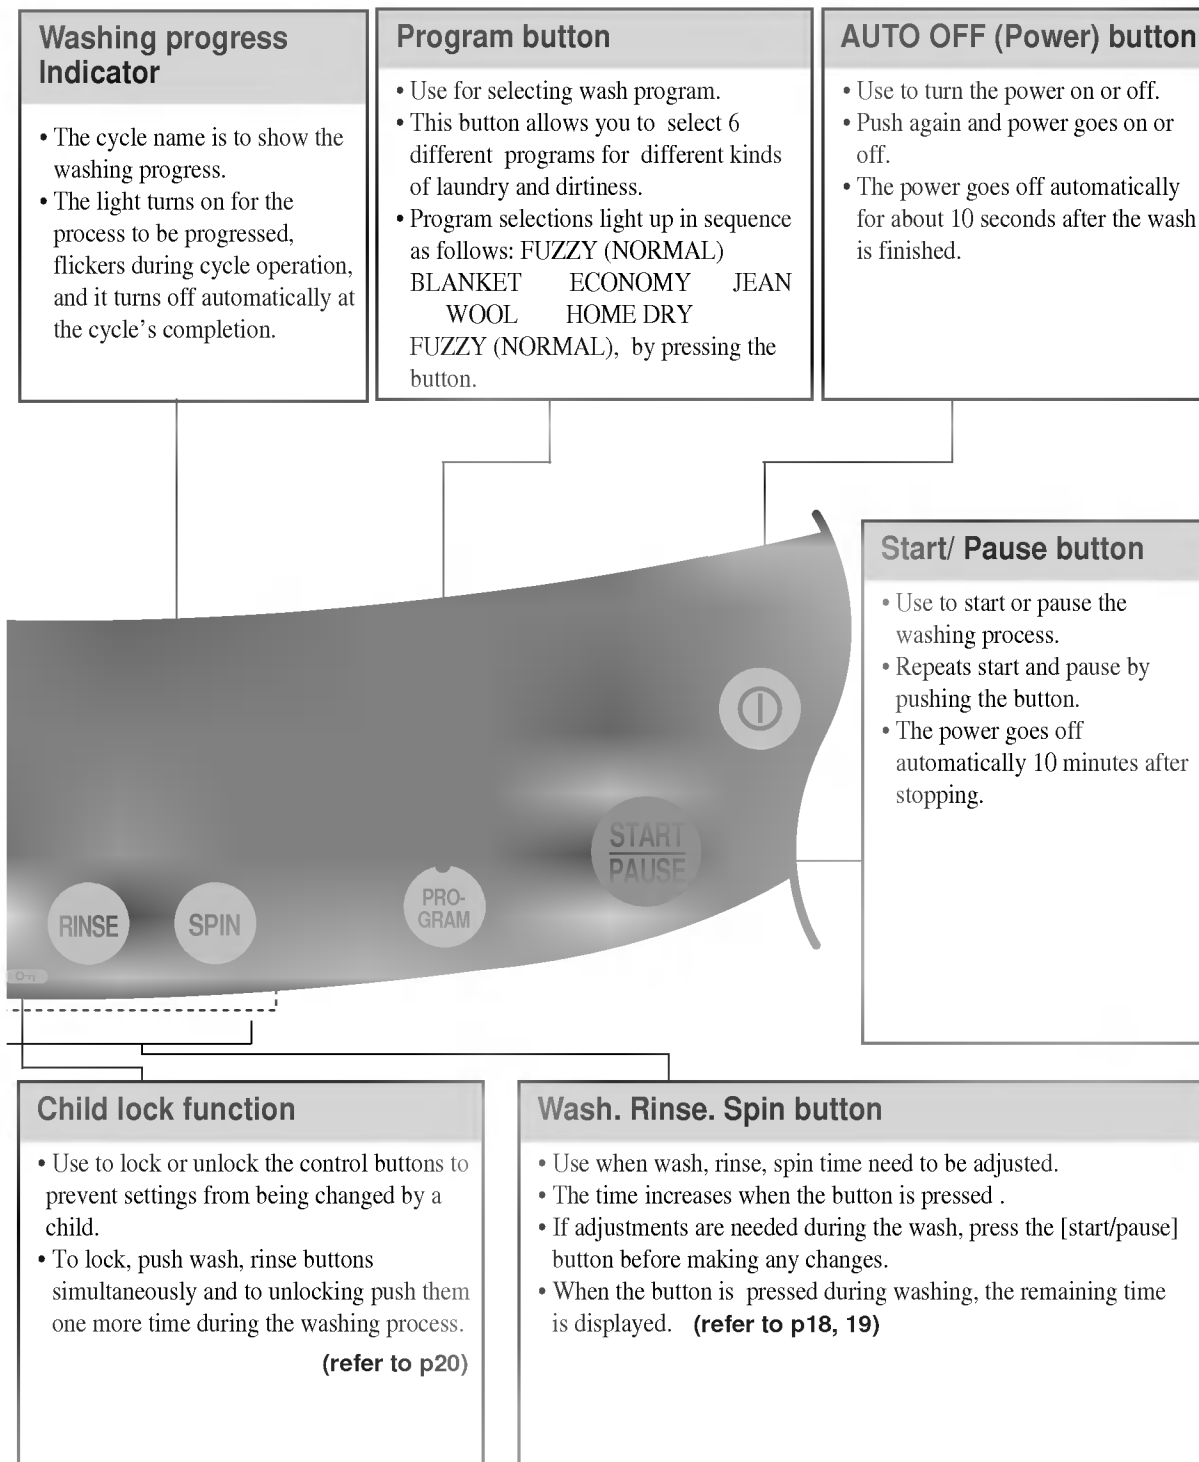 Washing progress
Indicator
• The cycle name is to show the
washing progress.
• The light turns on for the
process to be progressed,
flickers during cycle operation,
and it turns off automatically at
the cycle's completion.
Program button
• Use for selecting wash program.
• This button allows you to select 6
different programs for different kinds
of laundry and dirtiness.
• Program selections light up in sequence
as follows: FUZZY (NORMAL)
BLANKET ECONOMY JEAN
WOOL HOME DRY
FUZZY (NORMAL), by pressing the
button.
AUTO OFF (Power) button
• Use to turn the power on or off.
• Push again and power goes on or
off.
• The power goes off automatically
for about 10 seconds after the wash
is finished.
Start/ Pause button
• Use to start or pause the
washing process.
• Repeats start and pause by
pushing the button.
• The power goes off
automatically 10 minutes after
stopping.
START
PAUSE
PRO-
GRAM
RINSE
SPIN
Child lock function
• Use to lock or unlock the control buttons to
prevent settings from being changed by a
child.
• To lock, push wash, rinse buttons
simultaneously and to unlocking push them
one more time during the washing process.
(refer to p20)
Wash. Rinse. Spin button
• Use when wash, rinse, spin time need to be adjusted.
• The time increases when the button is pressed .
• If adjustments are needed during the wash, press the [start/pause]
button before making any changes.
• When the button is pressed during washing, the remaining time
is displayed. (refer to p18, 19)